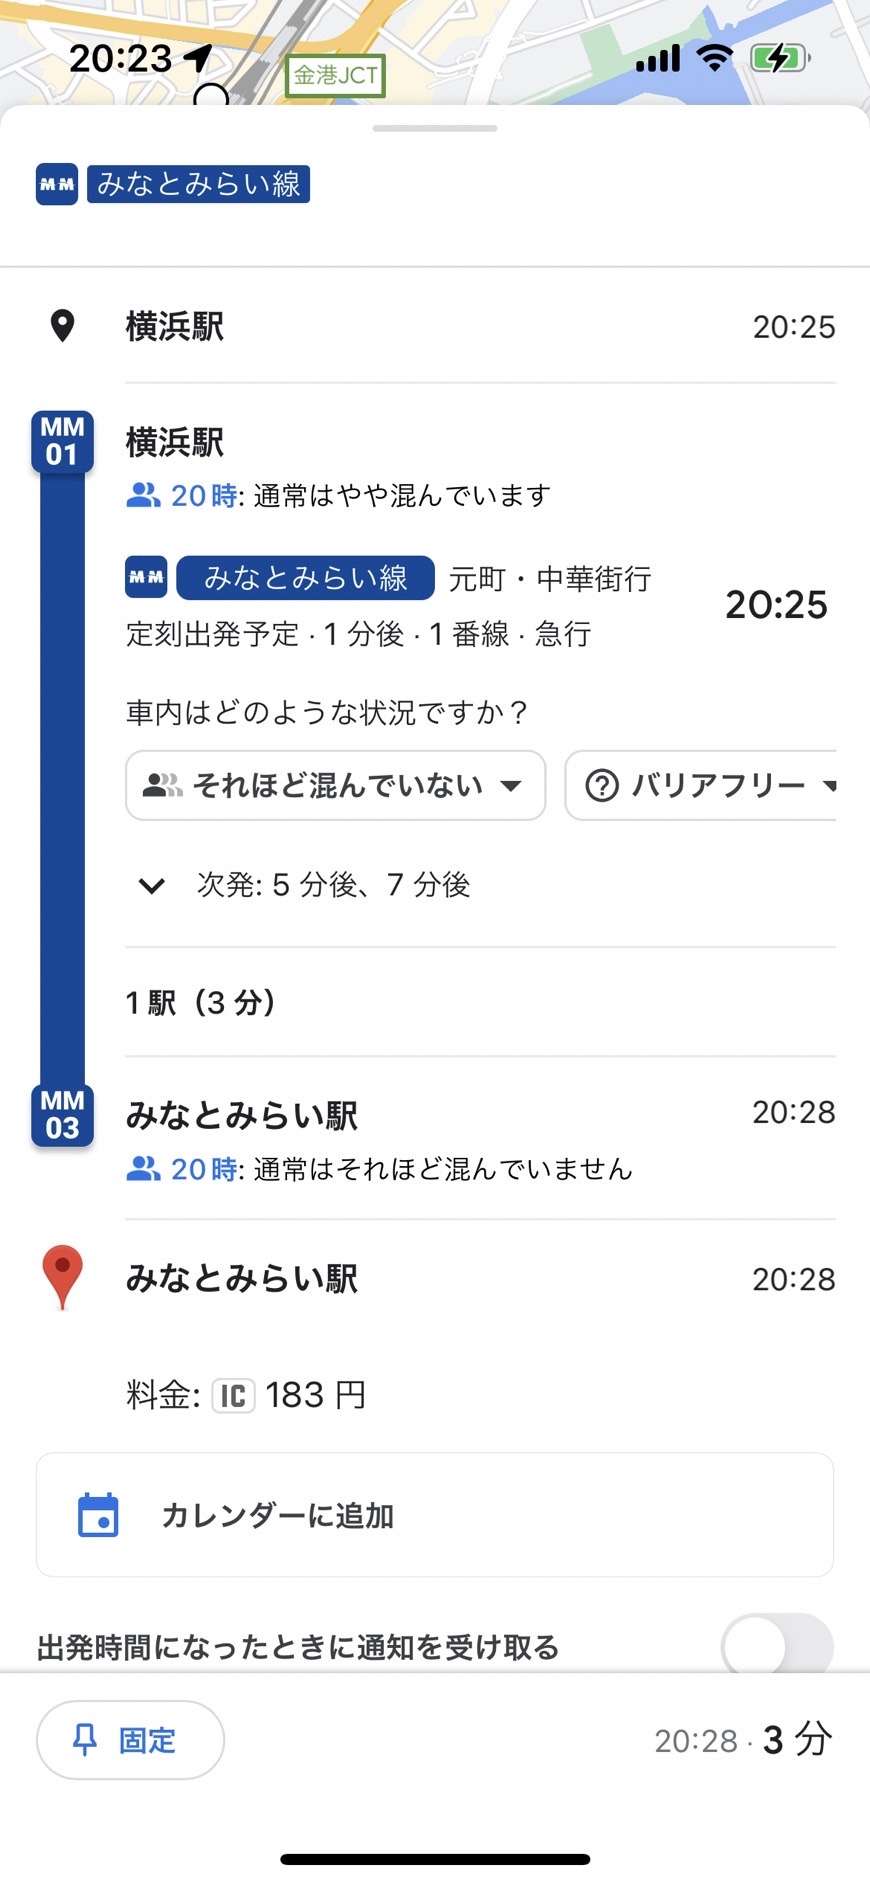 20:23
金港JCT
MM みなとみらい線
横浜駅 20:25
MM
01
横浜駅
20時: 通常はやや混んでいます
MM みなとみらい線 元町・中華街行
20:25
定刻出発予定 · 1 分後 · 1 番線 · 急行
車内はどのような状況ですか？
それほど混んでいない バリアフリー
次発: 5 分後、7 分後
1 駅（3 分）
MM
03
みなとみらい駅 20:28
20時: 通常はそれほど混んでいません
みなとみらい駅 20:28
料金: IC 183 円
カレンダーに追加
出発時間になったときに通知を受け取る
固定 20:28 · 3 分